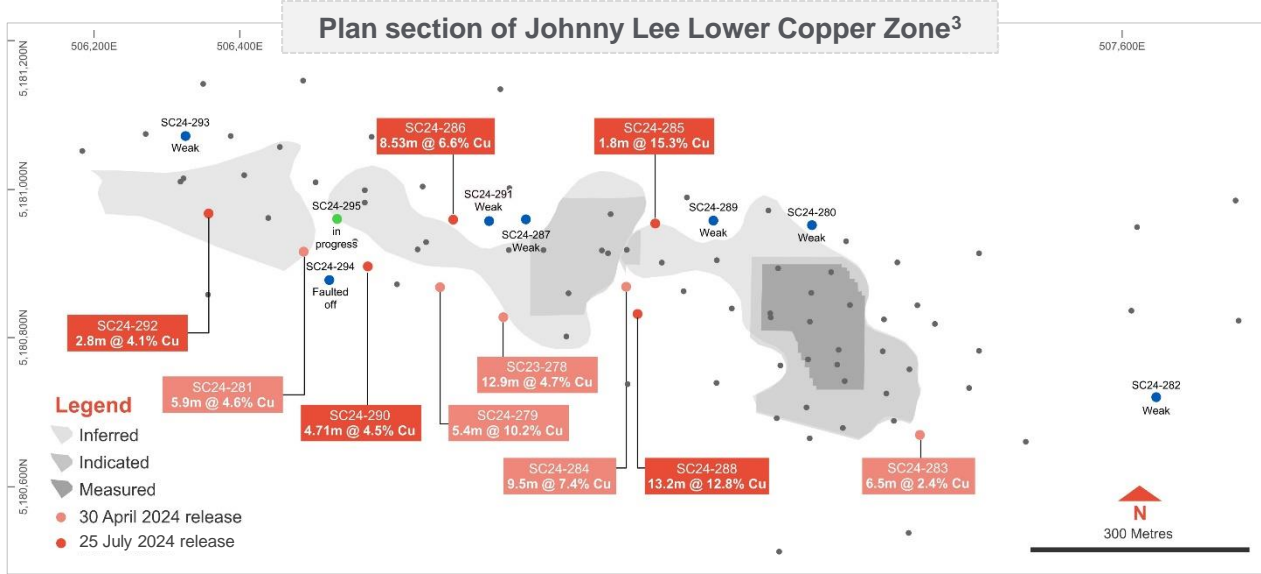 Plan section of Johnny Lee Lower Copper Zone³
506,200E
506,400E
507,600E
5,181,200N
5,181,000N
5,180,800N
5,180,600N
SC24-293
Weak
SC24-286
8.53m @ 6.6% Cu
SC24-285
1.8m @ 15.3% Cu
SC24-295
in
progress
SC24-291
Weak
SC24-287
Weak
SC24-289
Weak
SC24-280
Weak
SC24-294
Faulted
off
SC24-292
2.8m @ 4.1% Cu
SC24-281
5.9m @ 4.6% Cu
SC24-290
4.71m @ 4.5% Cu
SC23-278
12.9m @ 4.7% Cu
SC24-279
5.4m @ 10.2% Cu
SC24-284
9.5m @ 7.4% Cu
SC24-288
13.2m @ 12.8% Cu
SC24-283
6.5m @ 2.4% Cu
SC24-282
Weak
Legend
Inferred
Indicated
Measured
30 April 2024 release
25 July 2024 release
N
300 Metres